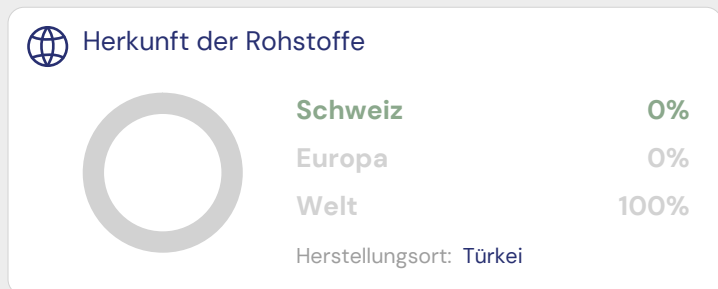 Herkunft der Rohstoffe
Schweiz 0%
Europa 0%
Welt 100%
Herstellungsort: Türkei